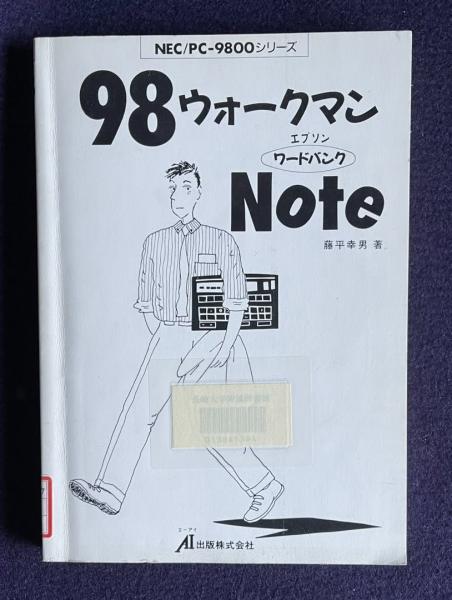 NEC/PC-9800シリーズ
98ウォークマン
エプソン
ワードバンク
Note
藤平幸男 著
エーアイ
AI出版株式会社